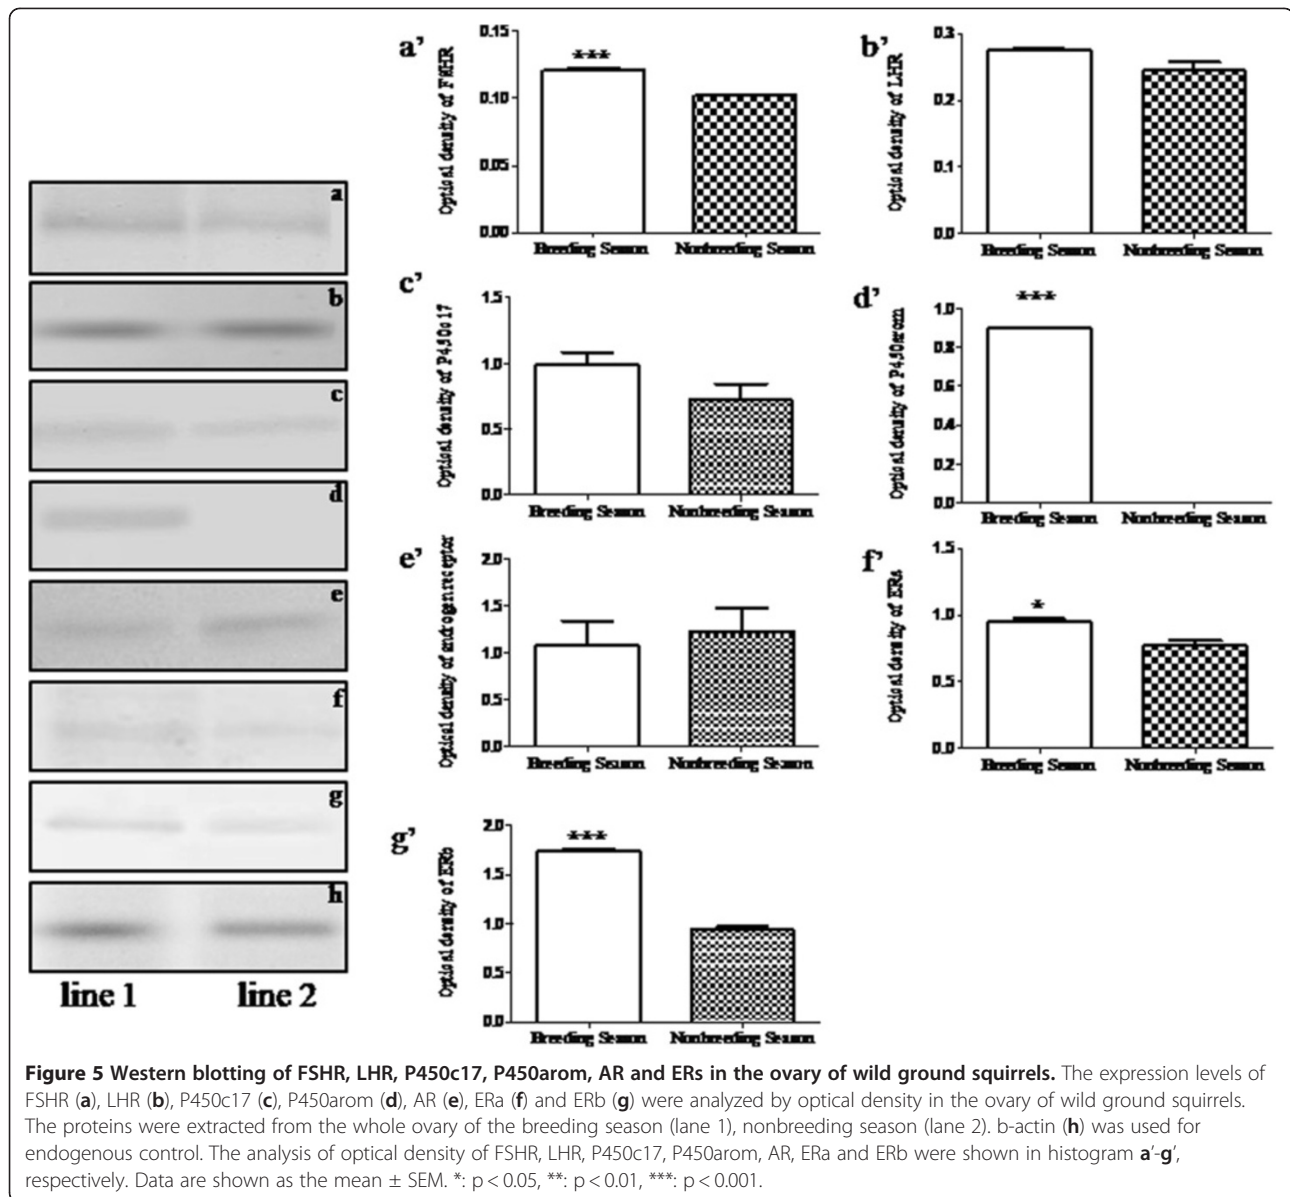 a
b
c
d
e
f
g
h
line 1 line 2
a’
Optical density of FSHR
0.15
0.10
0.05
0.00
***
Breeding Season Nonbreeding Season
b’
Optical density of LHR
0.3
0.2
0.1
0.0
Breeding Season Nonbreeding Season
c’
Optical density of P450c17
1.5
1.0
0.5
0.0
Breeding Season Nonbreeding Season
d’
Optical density of P450arom
1.0
0.8
0.6
0.4
0.2
0.0
***
Breeding Season Nonbreeding Season
e’
Optical density of androgen receptor
2.0
1.5
1.0
0.5
0.0
Breeding Season Nonbreeding Season
f’
Optical density of ERa
1.5
1.0
0.5
0.0
*
Breeding Season Nonbreeding Season
g’
Optical density of ERb
2.0
1.5
1.0
0.5
0.0
***
Breeding Season Nonbreeding Season
Figure 5 Western blotting of FSHR, LHR, P450c17, P450arom, AR and ERs in the ovary of wild ground squirrels. The expression levels of
FSHR (a), LHR (b), P450c17 (c), P450arom (d), AR (e), ERa (f) and ERb (g) were analyzed by optical density in the ovary of wild ground squirrels.
The proteins were extracted from the whole ovary of the breeding season (lane 1), nonbreeding season (lane 2). b-actin (h) was used for
endogenous control. The analysis of optical density of FSHR, LHR, P450c17, P450arom, AR, ERa and ERb were shown in histogram a’-g’,
respectively. Data are shown as the mean ± SEM. *: p < 0.05, **: p < 0.01, ***: p < 0.001.